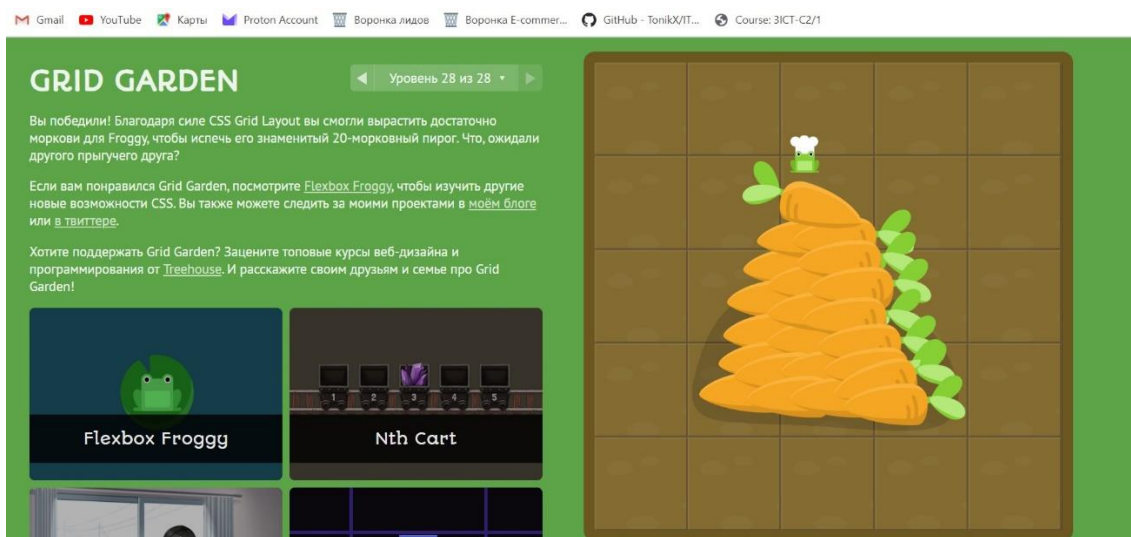 Gmail YouTube Карты Proton Account Воронка лидов Воронка E-commer... GitHub - TonikX/IT... Course: 3ICT-C2/1
GRID GARDEN
Уровень 28 из 28
Вы победили! Благодаря силе CSS Grid Layout вы смогли вырастить достаточно
моркови для Froggy, чтобы испечь его знаменитый 20-морковный пирог. Что, ожидали
другого прыгучего друга?
Если вам понравился Grid Garden, посмотрите Flexbox Froggy, чтобы изучить другие
новые возможности CSS. Вы также можете следить за моими проектами в моём блоге
или в твиттере.
Хотите поддержать Grid Garden? Зацените топовые курсы веб-дизайна и
программирования от Treehouse. И расскажите своим друзьям и семье про Grid
Garden!
1 2 3 4 5
Flexbox Froggy
Nth Cart